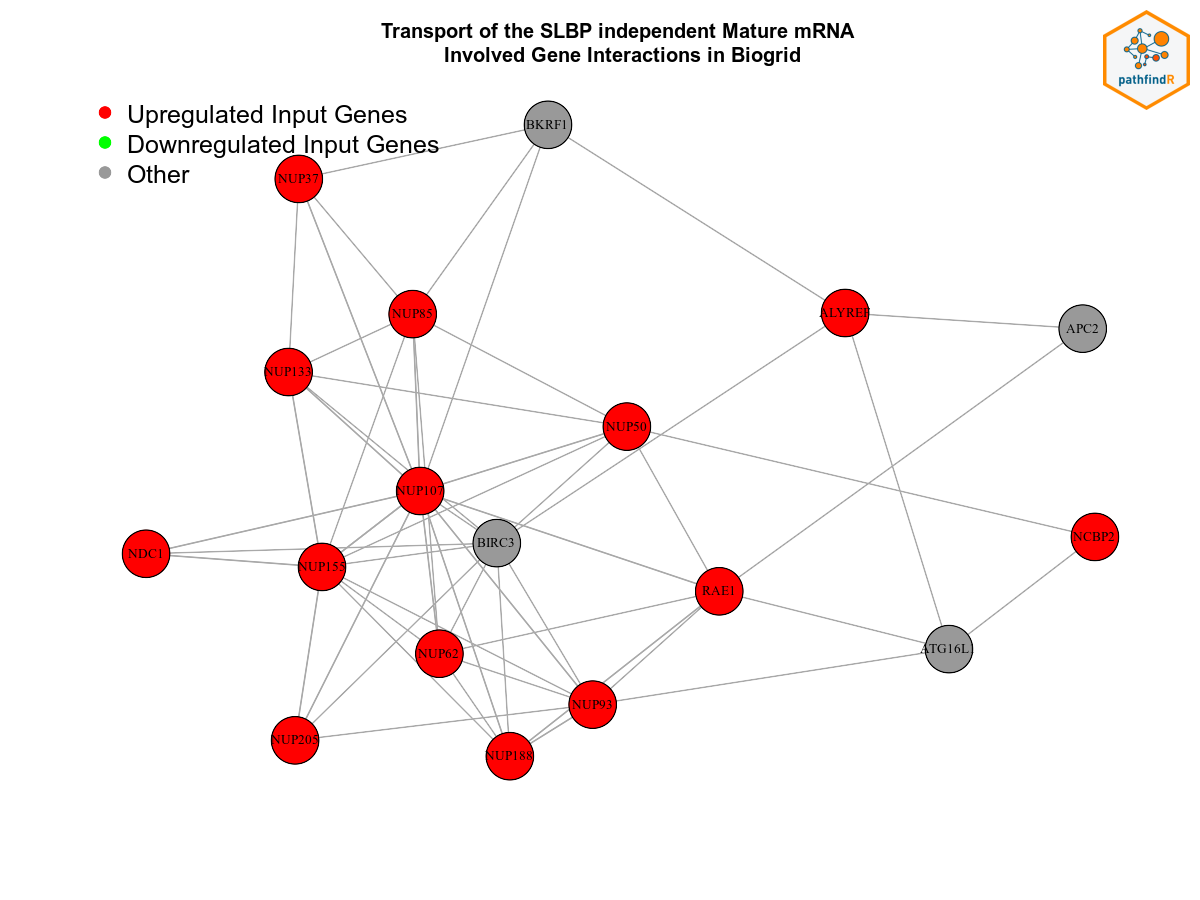 Transport of the SLBP independent Mature mRNA
Involved Gene Interactions in Biogrid
pathfindR
Upregulated Input Genes
Downregulated Input Genes
Other
BKRF1
NUP37
NUP85
ALYREF
APC2
NUP133
NUP50
NUP107
NDC1
BIRC3
NCBP2
NUP155
RAE1
NUP62
ATG16L
NUP93
NUP205
NUP188